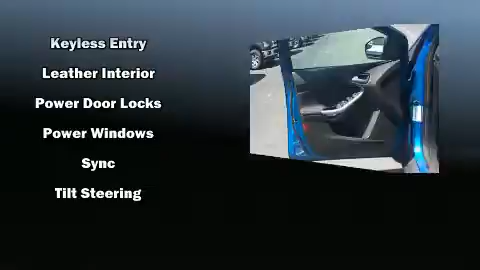 Keyless Entry
Leather Interior
Power Door Locks
Power Windows
Sync
Tilt Steering